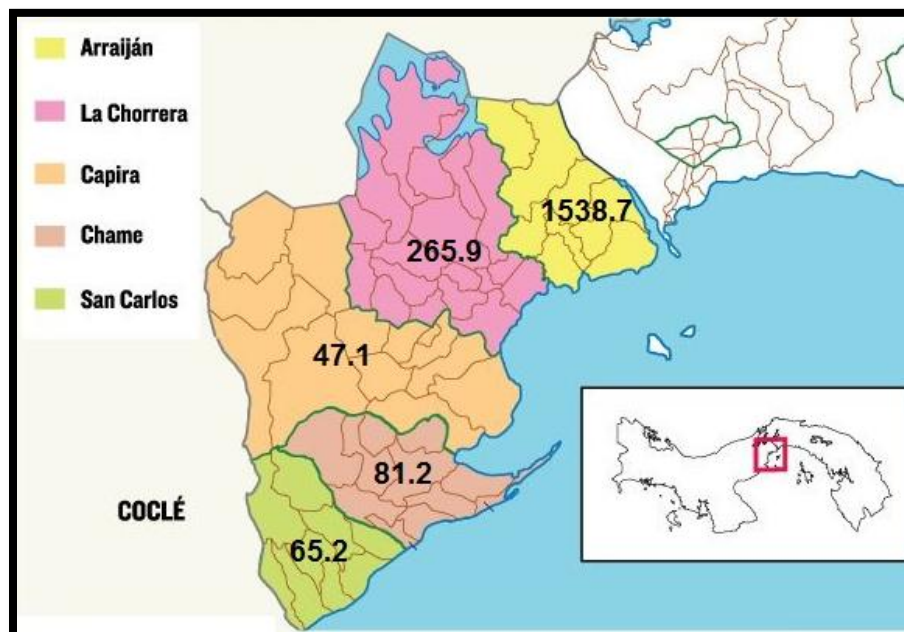 Arraiján
La Chorrera
Capira
Chame
San Carlos
1538.7
265.9
47.1
81.2
65.2
COCLÉ